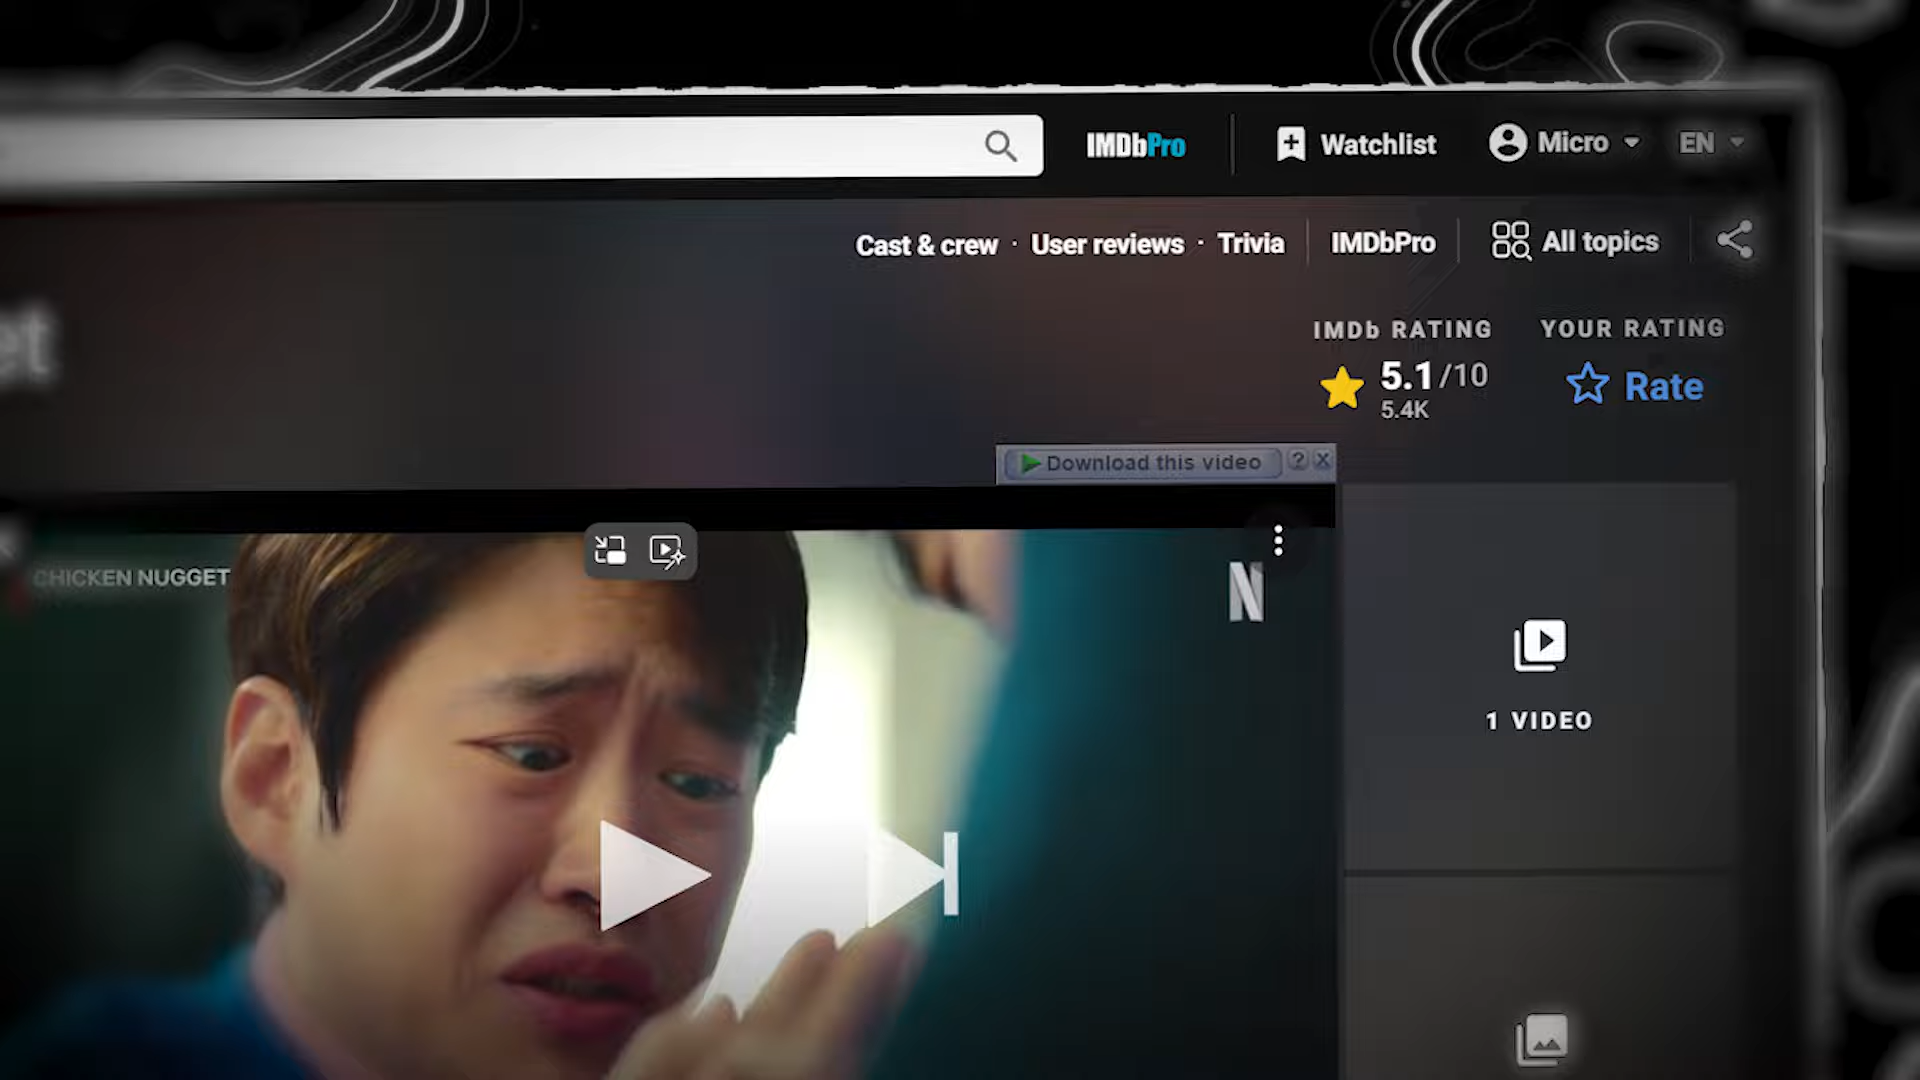 IMDbPro
Watchlist
Micro
EN
Cast & crew · User reviews · Trivia
IMDbPro
All topics
et
IMDb RATING
YOUR RATING
5.1/10
5.4K
Rate
Download this video
? X
CHICKEN NUGGET
N
1 VIDEO